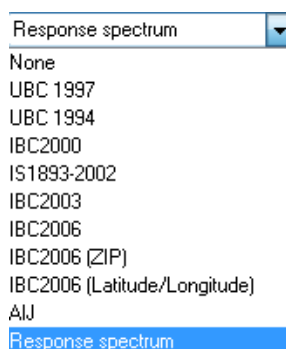 Response spectrum
None
UBC 1997
UBC 1994
IBC2000
IS1893-2002
IBC2003
IBC2006
IBC2006 (ZIP)
IBC2006 (Latitude/Longitude)
AIJ
Response spectrum